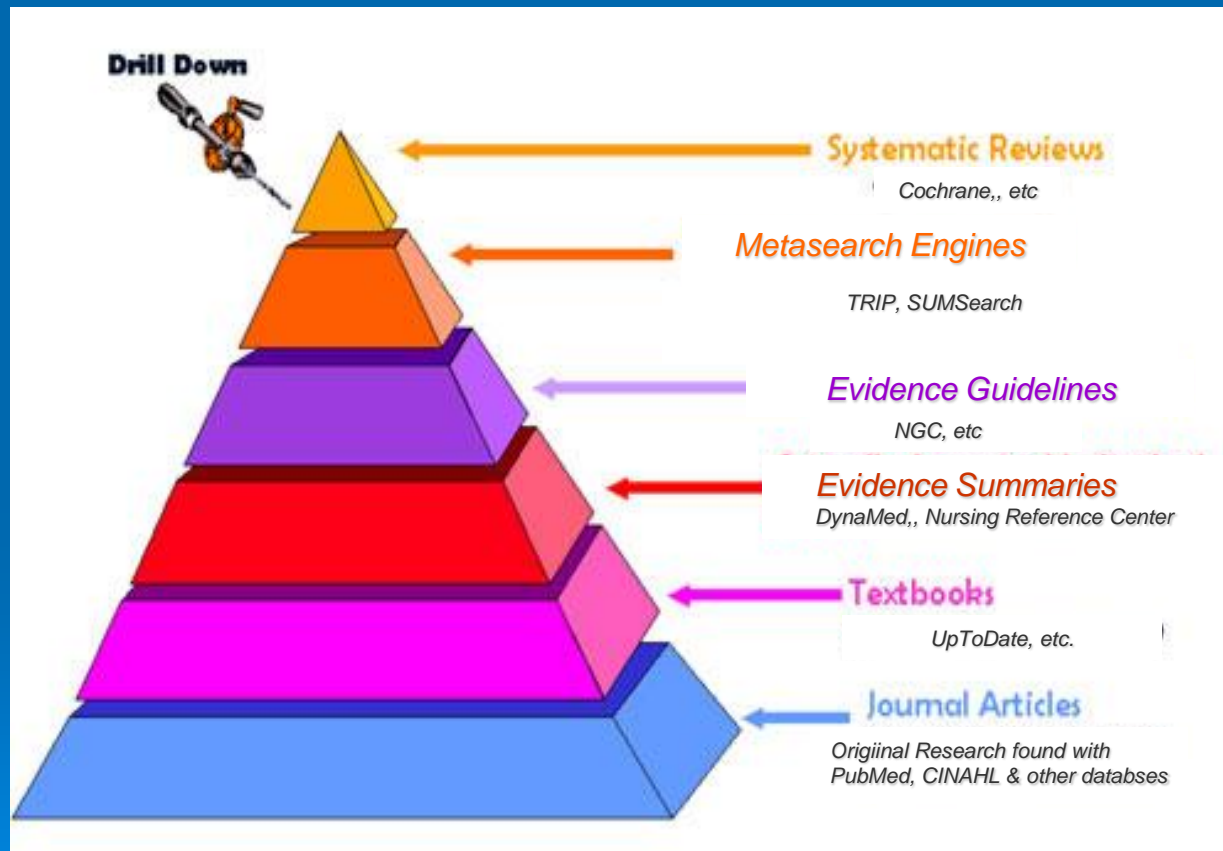 Drill Down
Systematic Reviews
Cochrane,, etc
Metasearch Engines
TRIP, SUMSearch
Evidence Guidelines
NGC, etc
Evidence Summaries
DynaMed,, Nursing Reference Center
Textbooks
UpToDate, etc.
Journal Articles
Origiinal Research found with
PubMed, CINAHL & other databses